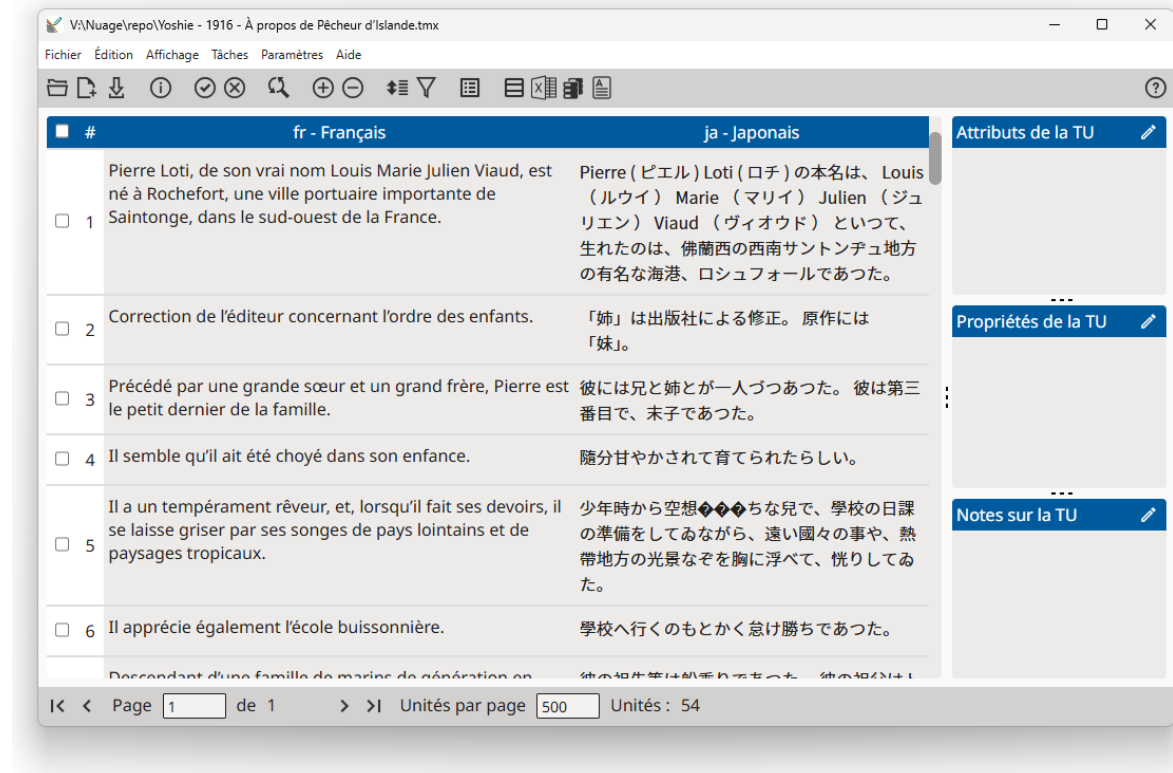 V:\Nuage\repo\Yoshie - 1916 - À propos de Pêcheur d’Islande.tmx
Fichier Édition Affichage Tâches Paramètres Aide
# fr - Français ja - Japonais
1
Pierre Loti, de son vrai nom Louis Marie Julien Viaud, est
né à Rochefort, une ville portuaire importante de
Saintonge, dans le sud-ouest de la France.
Pierre ( ピエル ) Loti ( ロチ ) の本名は、 Louis
（ ルウイ ） Marie （ マリイ ） Julien （ ジュ
リエン ） Viaud （ ヴィオウド ） といつて、
生れたのは、佛蘭西の西南サントンヂュ地方
の有名な海港、ロシュフォールであつた。
2
Correction de l’éditeur concernant l’ordre des enfants.
「姉」は出版社による修正。 原作には
「妹」。
3
Précédé par une grande sœur et un grand frère, Pierre est
le petit dernier de la famille.
彼には兄と姉とが一人づつあつた。 彼は第三
番目で、末子であつた。
4
Il semble qu’il ait été choyé dans son enfance.
隨分甘やかされて育てられたらしい。
5
Il a un tempérament rêveur, et, lorsqu’il fait ses devoirs, il
se laisse griser par ses songes de pays lointains et de
paysages tropicaux.
少年時から空想���ちな兒で、學校の日課
の準備をしてゐながら、遠い國々の事や、熱
帶地方の光景なぞを胸に浮べて、恍りしてゐ
た。
6
Il apprécie également l’école buissonnière.
學校へ行くのもとかく怠け勝ちであつた。
Descendant d’une famille de marins de génération en
Attributs de la TU
Propriétés de la TU
Notes sur la TU
Page 1 de 1 Unités par page 500 Unités : 54